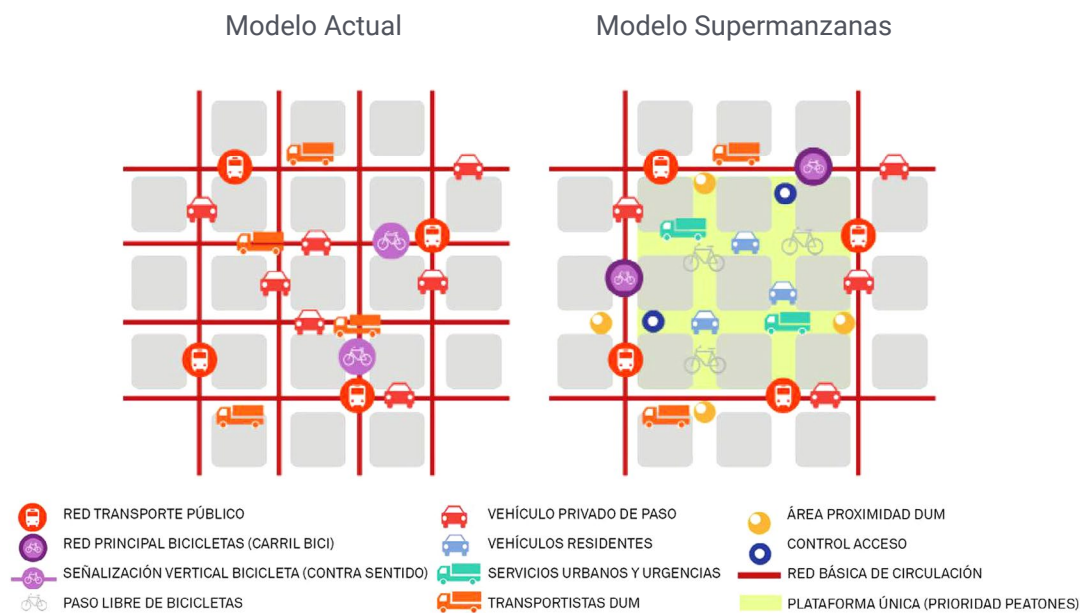 Modelo Actual
Modelo Supermanzanas
RED TRANSPORTE PÚBLICO
RED PRINCIPAL BICICLETAS (CARRIL BICI)
SEÑALIZACIÓN VERTICAL BICICLETA (CONTRA SENTIDO)
PASO LIBRE DE BICICLETAS
VEHÍCULO PRIVADO DE PASO
VEHÍCULOS RESIDENTES
SERVICIOS URBANOS Y URGENCIAS
TRANSPORTISTAS DUM
ÁREA PROXIMIDAD DUM
CONTROL ACCESO
RED BÁSICA DE CIRCULACIÓN
PLATAFORMA ÚNICA (PRIORIDAD PEATONES)